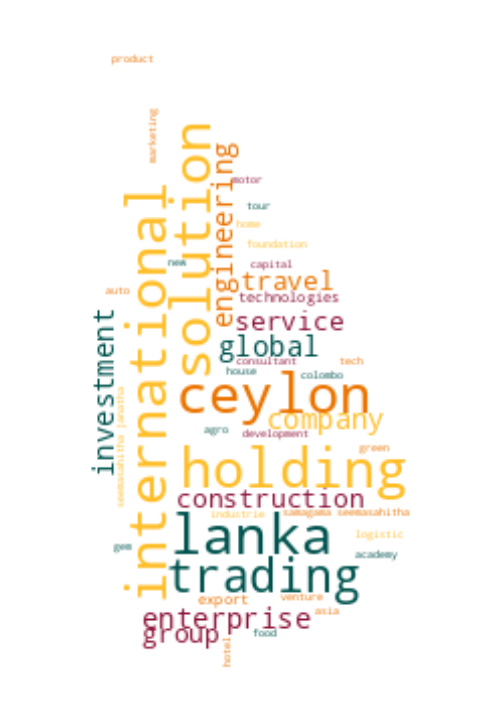 product
marketing
international
solution
engineering
motor
tour
home
foundation
new
capital
travel
auto
technologies
investment
service
global
consultant
tech
house
colombo
ceylon
seemasahitha janatha
company
agro
development
green
holding
construction
industrie
samagama seemasahitha
lanka
logistic
gem
academy
trading
export
venture
asia
enterprise
group
food
hotel